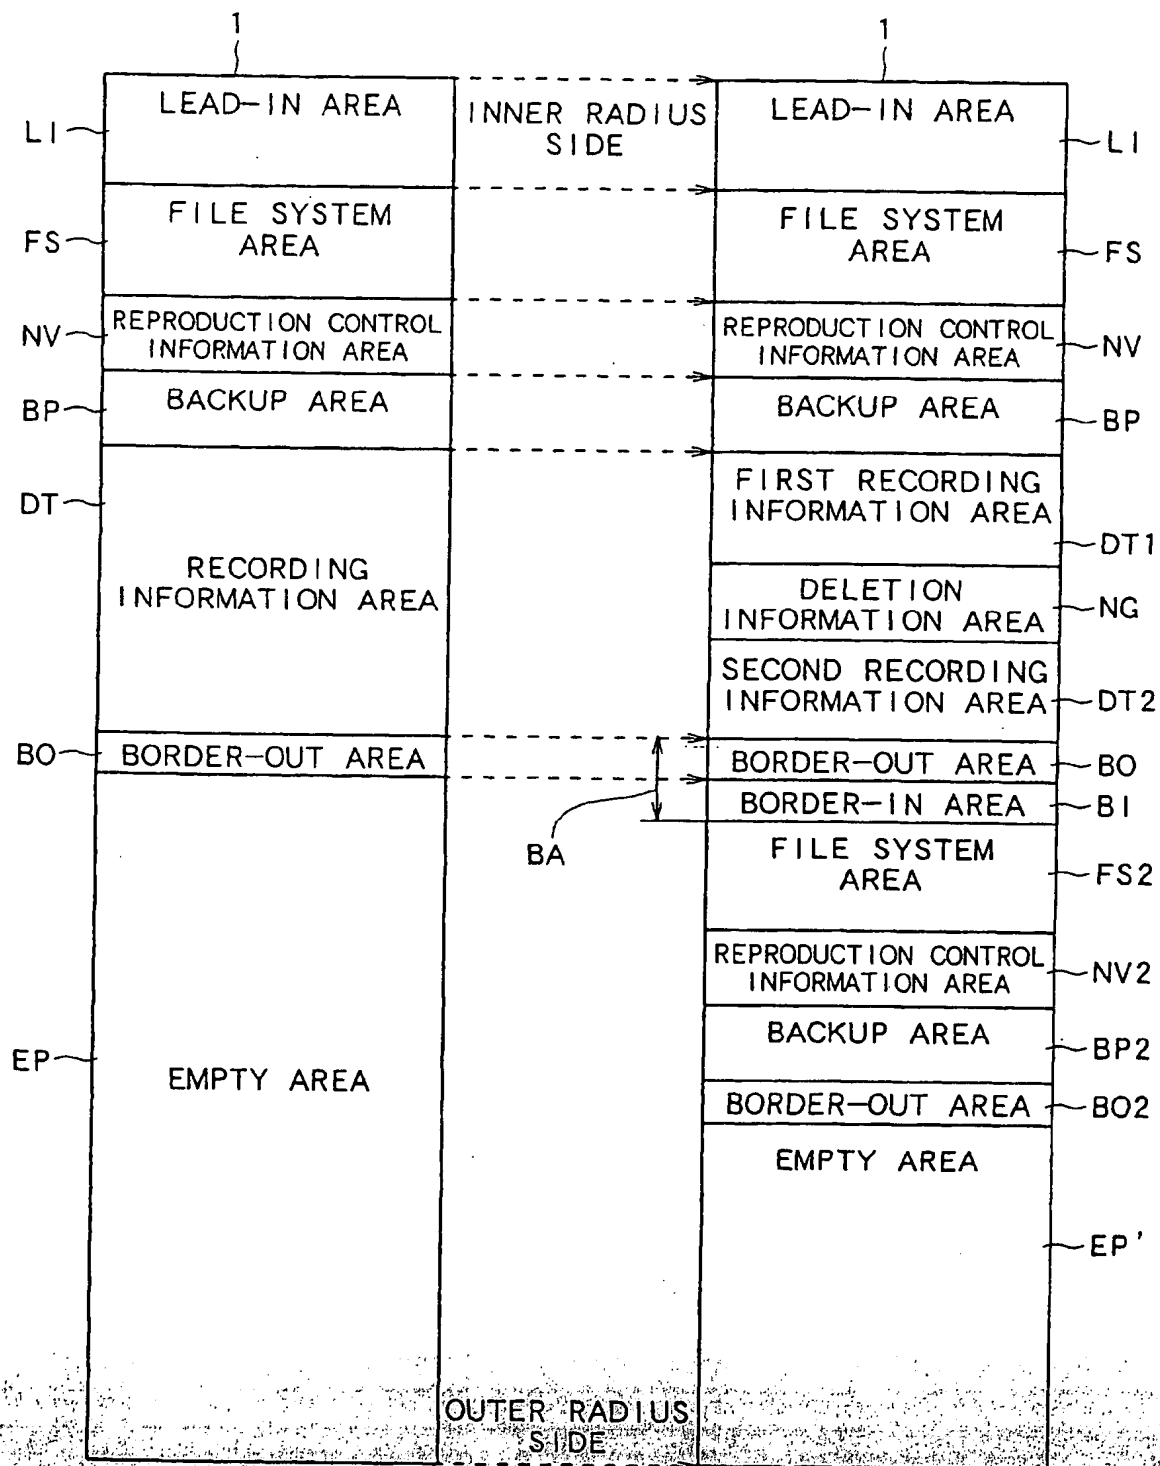 1
1
LEAD-IN AREA
INNER RADIUS
SIDE
LEAD-IN AREA
LI
LI
FILE SYSTEM
AREA
FILE SYSTEM
AREA
FS
FS
REPRODUCTION CONTROL
INFORMATION AREA
REPRODUCTION CONTROL
INFORMATION AREA
NV
NV
BACKUP AREA
BACKUP AREA
BP
BP
DT
RECORDING
INFORMATION AREA
FIRST RECORDING
INFORMATION AREA
DT1
DELETION
INFORMATION AREA
NG
SECOND RECORDING
INFORMATION AREA
DT2
BO
BORDER-OUT AREA
BORDER-OUT AREA
BO
BORDER-IN AREA
BI
BA
FILE SYSTEM
AREA
FS2
REPRODUCTION CONTROL
INFORMATION AREA
NV2
BACKUP AREA
BP2
EP
EMPTY AREA
BORDER-OUT AREA
BO2
EMPTY AREA
EP'
OUTER RADIUS
SIDE